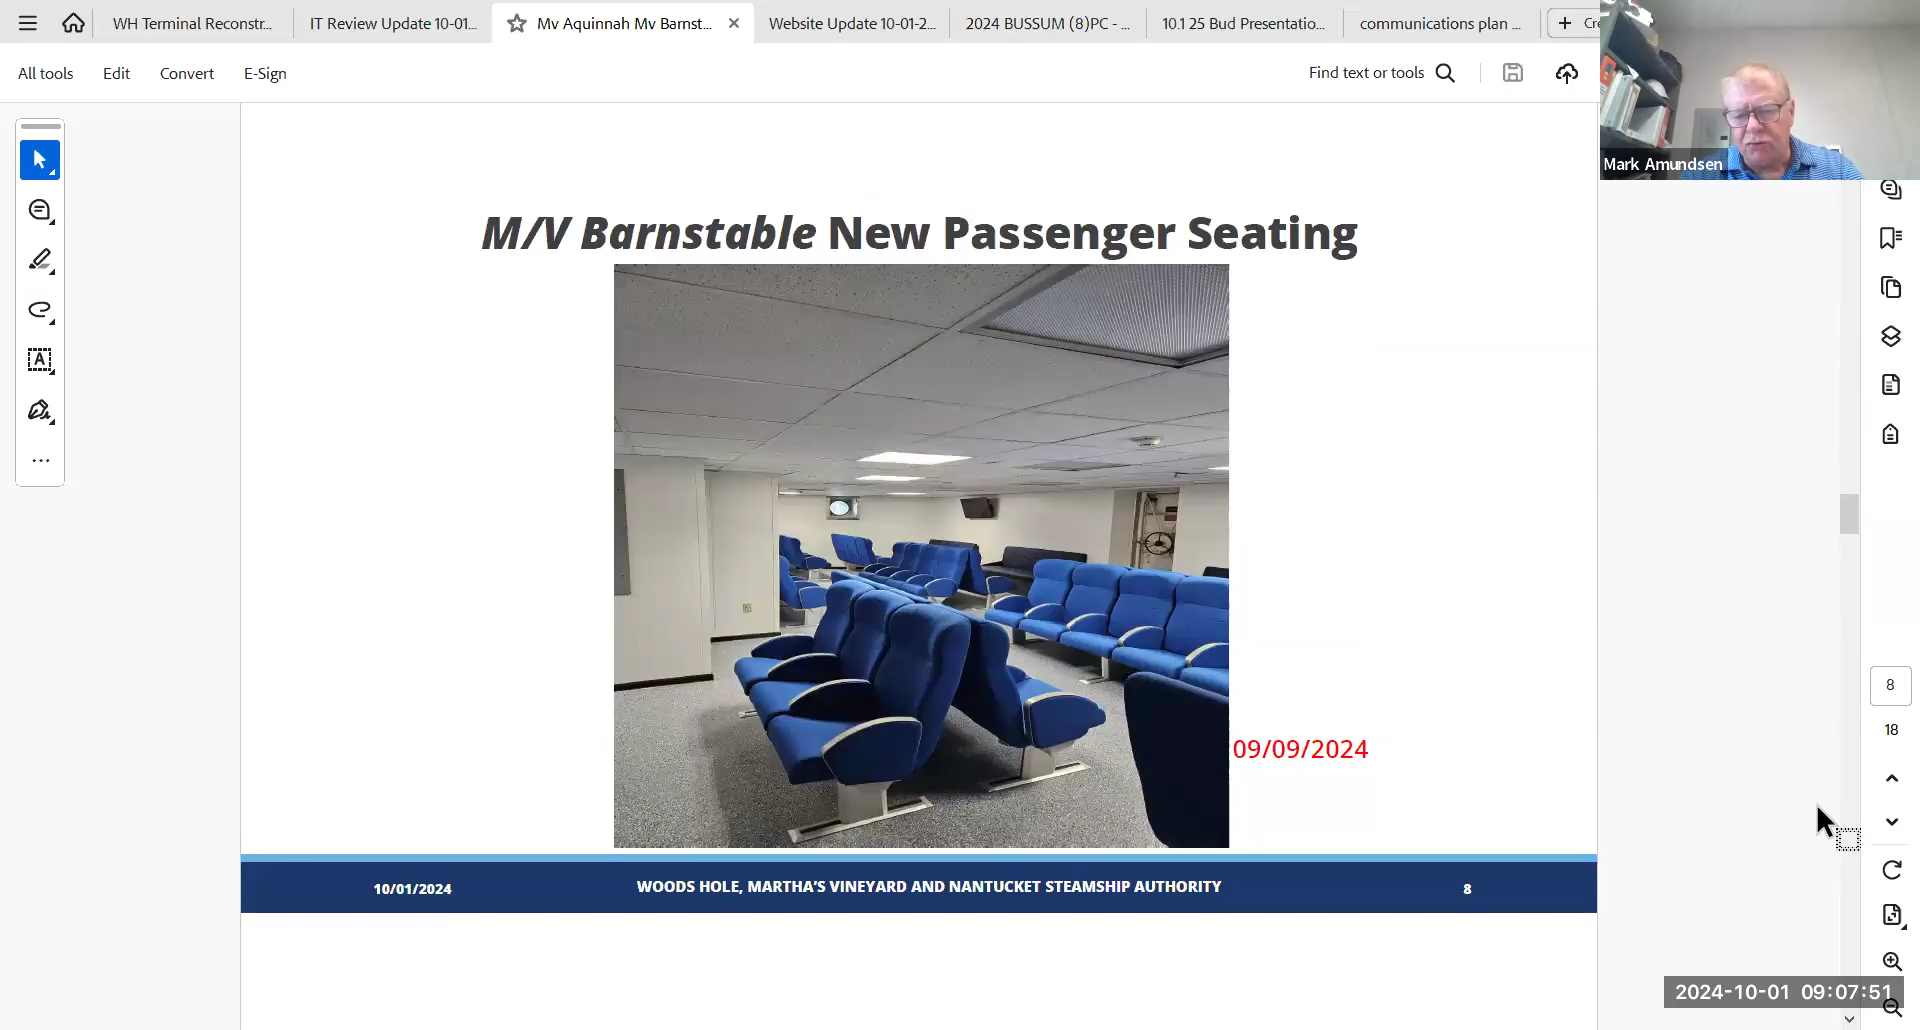 WH Terminal Reconstr...
IT Review Update 10-01...
Mv Aquinnah Mv Barnst...
Website Update 10-01-2...
2024 BUSSUM (8)PC - ...
10.1 25 Bud Presentatio...
communications plan ...
All tools
Edit
Convert
E-Sign
Find text or tools
Mark Amundsen
M/V Barnstable New Passenger Seating
09/09/2024
8
18
10/01/2024
WOODS HOLE, MARTHA'S VINEYARD AND NANTUCKET STEAMSHIP AUTHORITY
8
2024-10-01 09:07:51